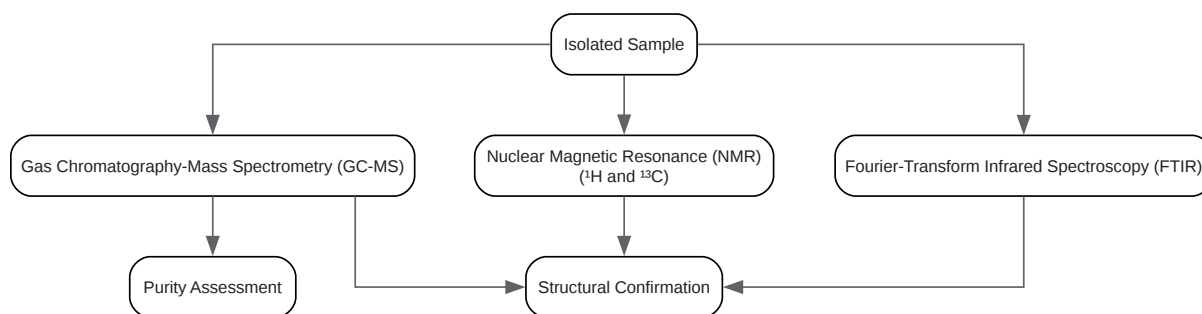 Isolated Sample
Gas Chromatography-Mass Spectrometry (GC-MS)
Nuclear Magnetic Resonance (NMR)
(¹H and ¹³C)
Fourier-Transform Infrared Spectroscopy (FTIR)
Purity Assessment
Structural Confirmation